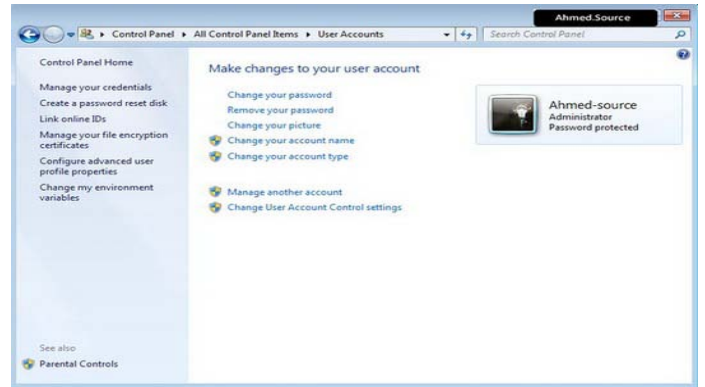 Ahmed.Source
Control Panel ▸ All Control Panel Items ▸ User Accounts
Search Control Panel
Control Panel Home
Manage your credentials
Create a password reset disk
Link online IDs
Manage your file encryption
certificates
Configure advanced user
profile properties
Change my environment
variables
See also
Parental Controls
Make changes to your user account
Change your password
Remove your password
Change your picture
Change your account name
Change your account type
Manage another account
Change User Account Control settings
Ahmed-source
Administrator
Password protected